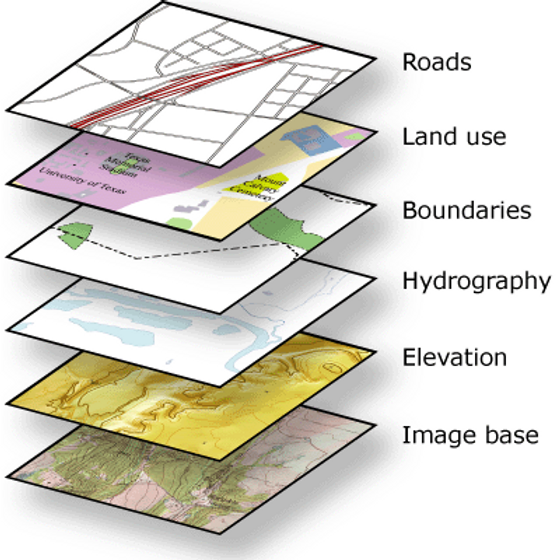 Roads
Land use
Texas
Memorial
Stadium
University of Texas
Mount
Calvary
Cemetery
Boundaries
Hydrography
Elevation
Image base